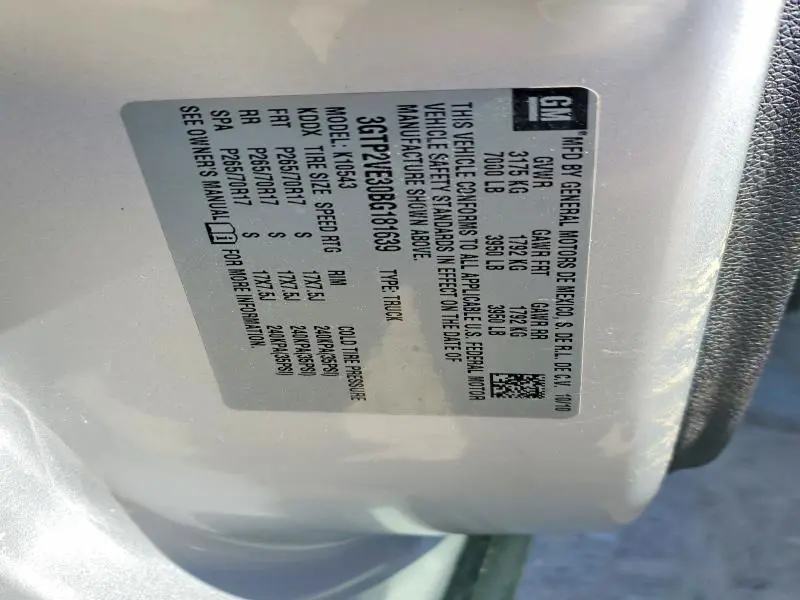 GM
®MFD BY GENERAL MOTORS DE MEXICO, S. DE R.L. DE C.V. 10/10
GVWR GAWR FRT GAWR RR
3175 KG 1792 KG 1792 KG
7000 LB 3950 LB 3950 LB
THIS VEHICLE CONFORMS TO ALL APPLICABLE U.S. FEDERAL MOTOR
VEHICLE SAFETY STANDARDS IN EFFECT ON THE DATE OF
MANUFACTURE SHOWN ABOVE.
3GTP2VE30BG181639 TYPE: TRUCK
MODEL: K10543
KDDX TIRE SIZE SPEED RTG RIM COLD TIRE PRESSURE
FRT P265/70R17 S 17X7.5J 240KPA(35PSI)
RR P265/70R17 S 17X7.5J 240KPA(35PSI)
SPA P265/70R17 17X7.5J 240KPA(35PSI)
SEE OWNER'S MANUAL FOR MORE INFORMATION.